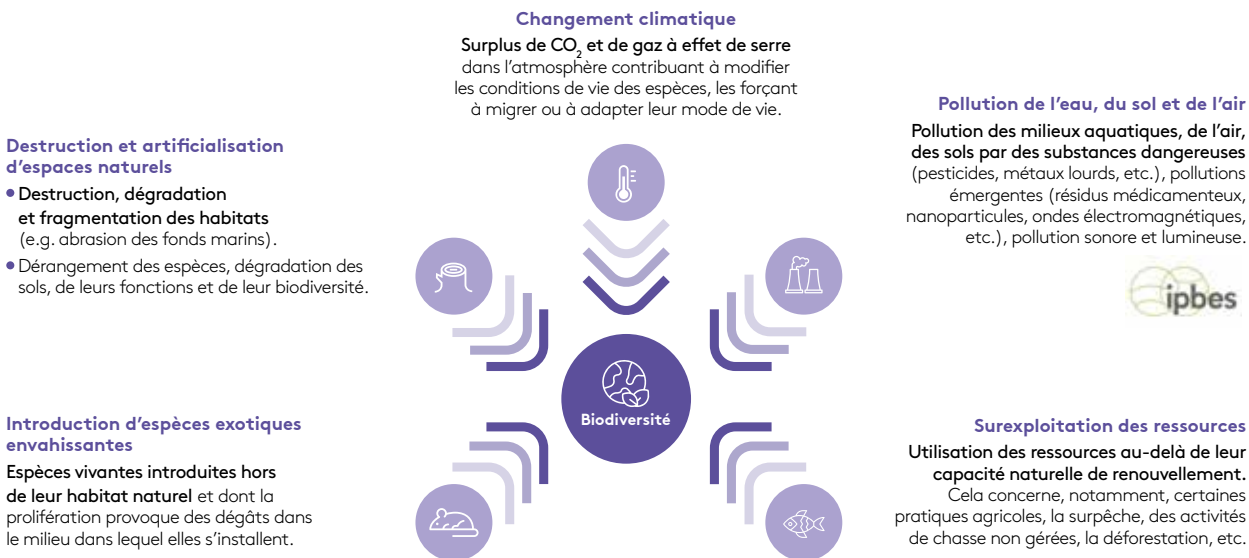 Changement climatique
Surplus de CO2 et de gaz à effet de serre
dans l'atmosphère contribuant à modifier
les conditions de vie des espèces, les forçant
à migrer ou à adapter leur mode de vie.
Destruction et artificialisation
d'espaces naturels
• Destruction, dégradation
et fragmentation des habitats
(e.g. abrasion des fonds marins).
• Dérangement des espèces, dégradation des
sols, de leurs fonctions et de leur biodiversité.
Pollution de l'eau, du sol et de l'air
Pollution des milieux aquatiques, de l'air,
des sols par des substances dangereuses
(pesticides, métaux lourds, etc.), pollutions
émergentes (résidus médicamenteux,
nanoparticules, ondes électromagnétiques,
etc.), pollution sonore et lumineuse.
ipbes
Biodiversité
Introduction d'espèces exotiques
envahissantes
Espèces vivantes introduites hors
de leur habitat naturel et dont la
prolifération provoque des dégâts dans
le milieu dans lequel elles s'installent.
Surexploitation des ressources
Utilisation des ressources au-delà de leur
capacité naturelle de renouvellement.
Cela concerne, notamment, certaines
pratiques agricoles, la surpêche, des activités
de chasse non gérées, la déforestation, etc.